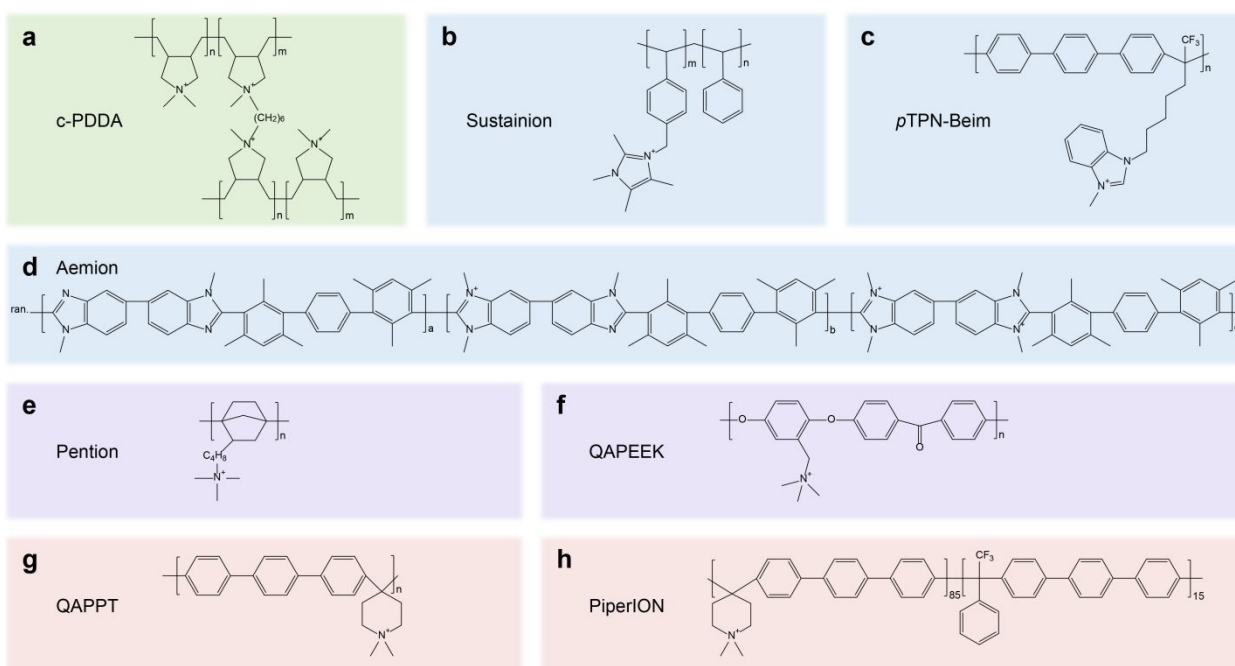 a
n
m
N⁺
N⁺
c-PDDA
(CH₂)₆
N⁺
N⁺
n
m
b
m
n
Sustainion
N⁺
N
c
CF₃
n
pTPN-Beim
N
N⁺
d Aemion
ran.
N
N
N
N
a
N⁺
N
N
N
b
N⁺
N
N
N⁺
c
e
n
Pention
C₄H₈
N⁺
f
O
O
n
O
QAPEEK
N⁺
g
n
QAPPT
N⁺
h
CF₃
85
15
PiperION
N⁺